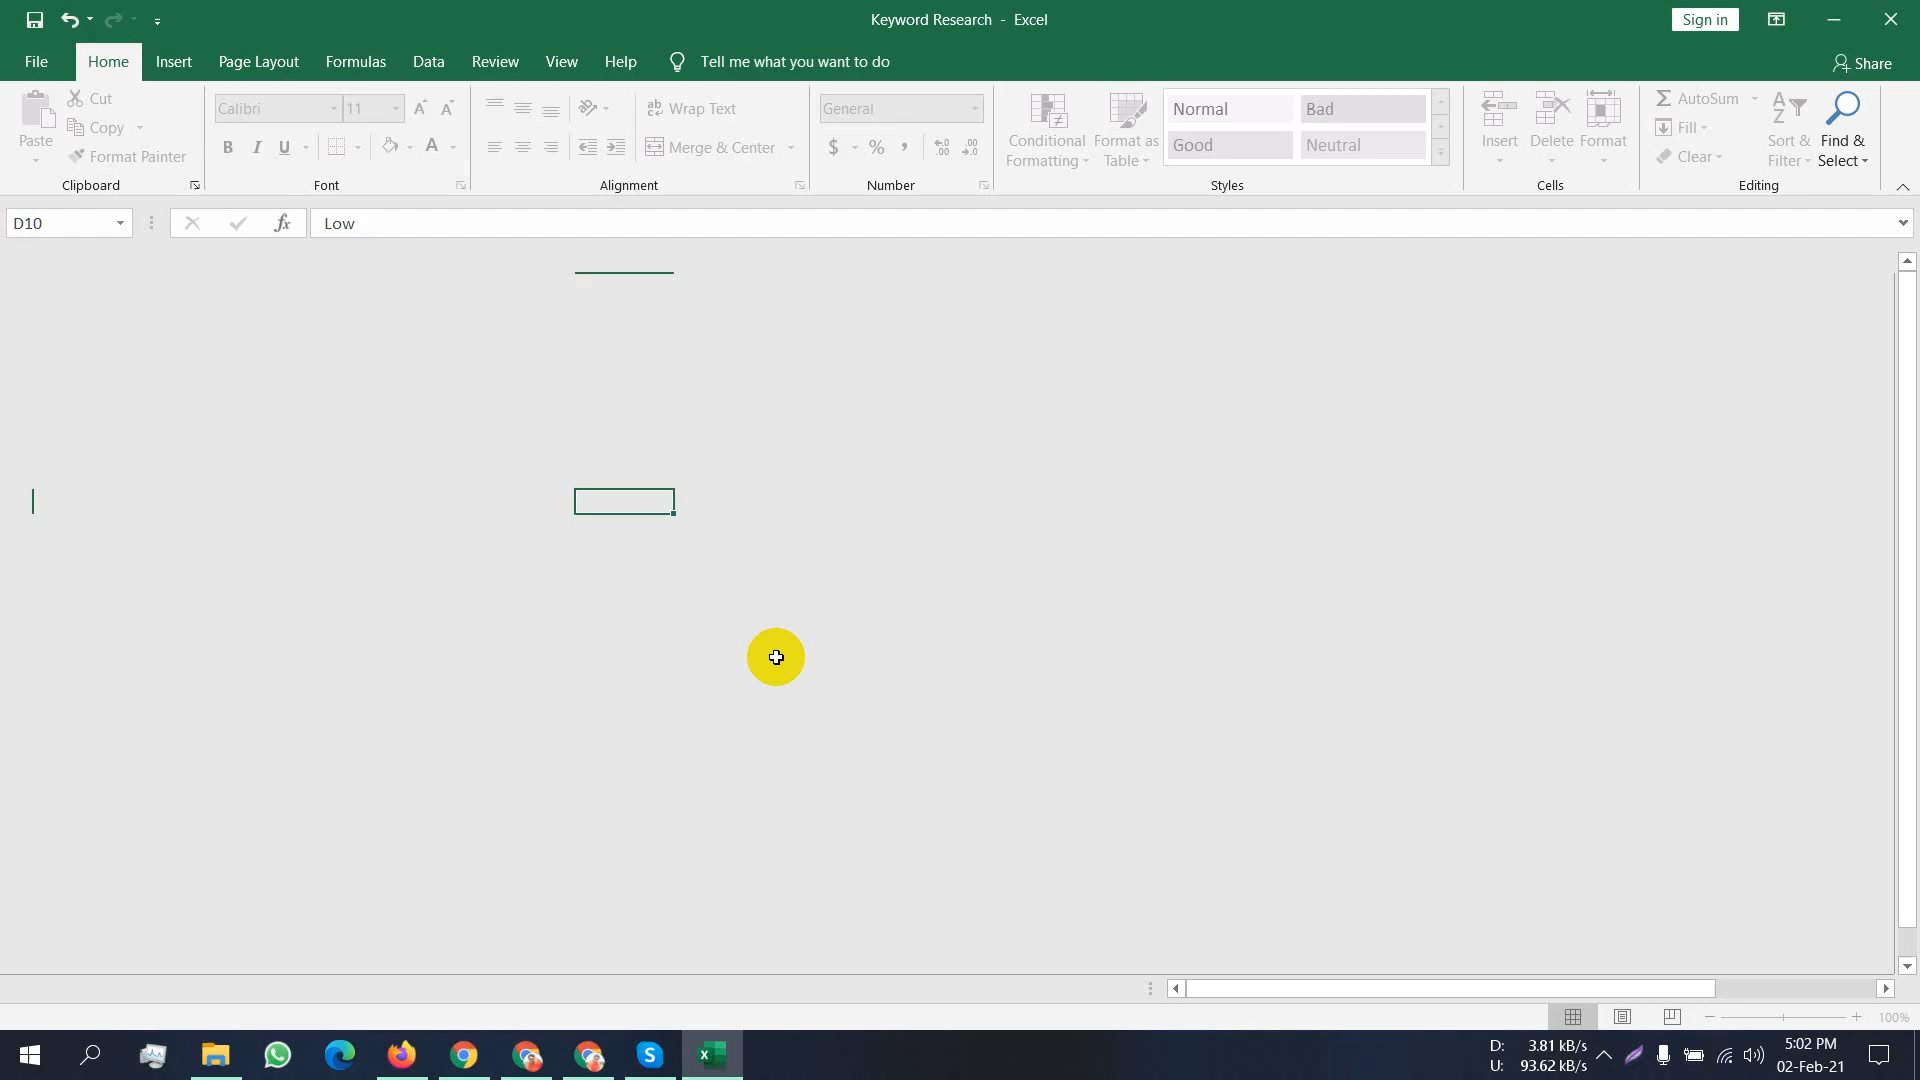 Keyword Research - Excel
Sign in
File Home Insert Page Layout Formulas Data Review View Help Tell me what you want to do Share
Paste
Cut
Copy
Format Painter
Clipboard
Calibri 11
B I U
Font
Wrap Text
Merge & Center
Alignment
General
$ % ,
Number
Conditional
Formatting
Format as
Table
Normal Bad
Good Neutral
Styles
Insert Delete Format
Cells
AutoSum
Fill
Clear
Sort &
Filter
Find &
Select
Editing
D10 fx Low
100%
D: 3.81 kB/s
U: 93.62 kB/s
5:02 PM
02-Feb-21